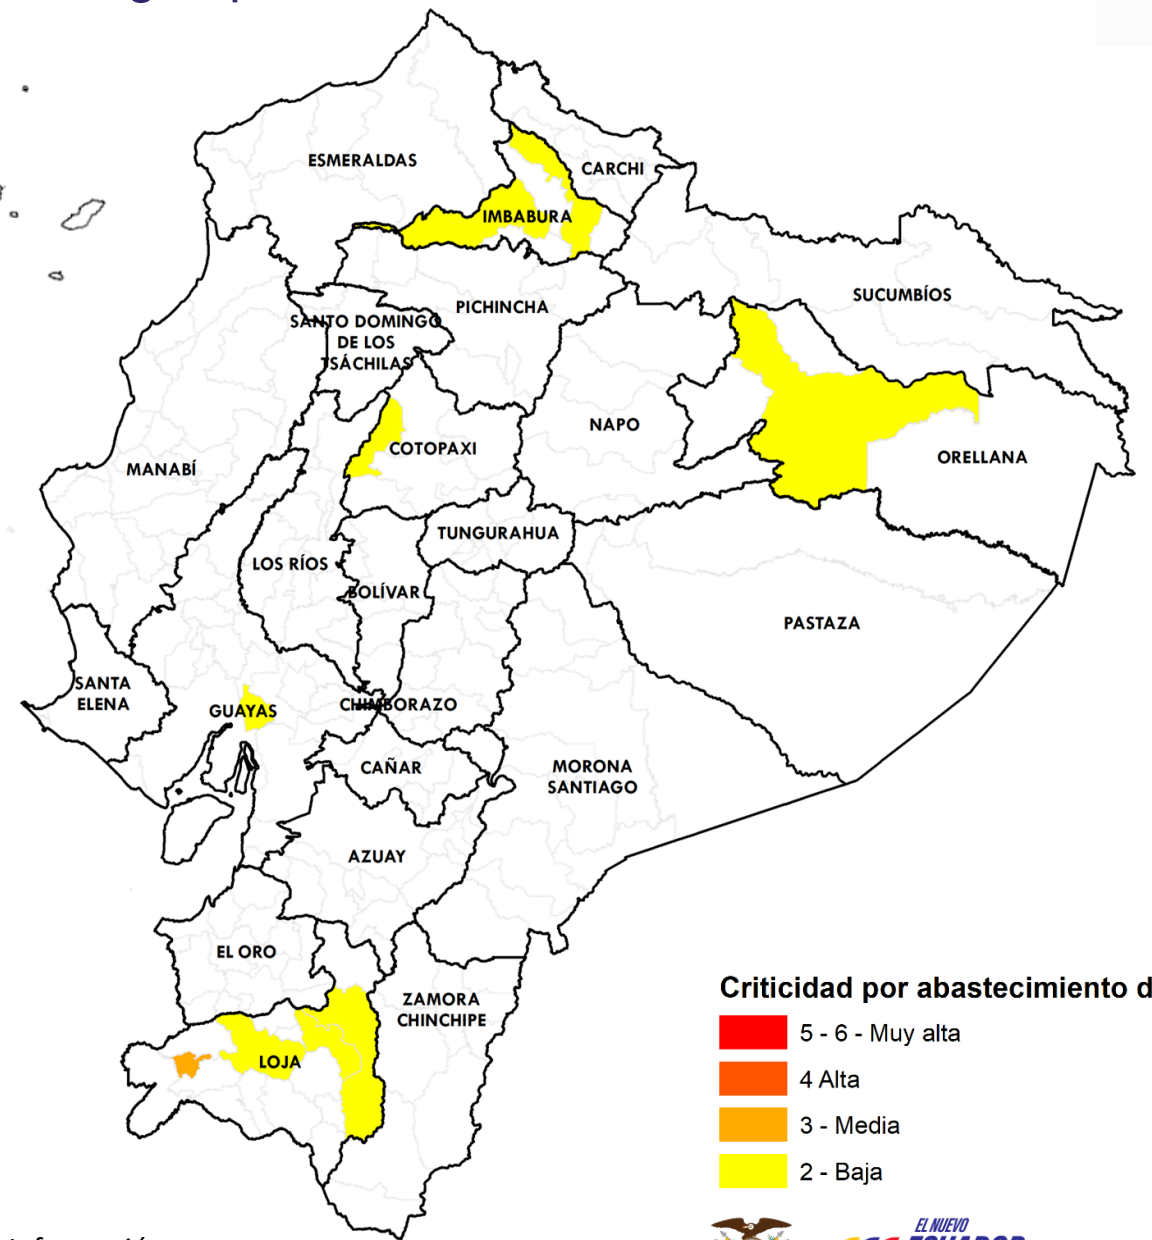 ESMERALDAS
CARCHI
IMBABURA
SUCUMBÍOS
PICHINCHA
SANTO DOMINGO
DE LOS
TSÁCHILAS
NAPO
COTOPAXI
ORELLANA
MANABÍ
TUNGURAHUA
LOS RÍOS
BOLÍVAR
PASTAZA
SANTA
ELENA
GUAYAS
CHIMBORAZO
CAÑAR
MORONA
SANTIAGO
AZUAY
EL ORO
ZAMORA
CHINCHIPE
LOJA
Criticidad por abastecimiento d
5 - 6 - Muy alta
4 Alta
3 - Media
2 - Baja
EL NUEVO
ECUADOR